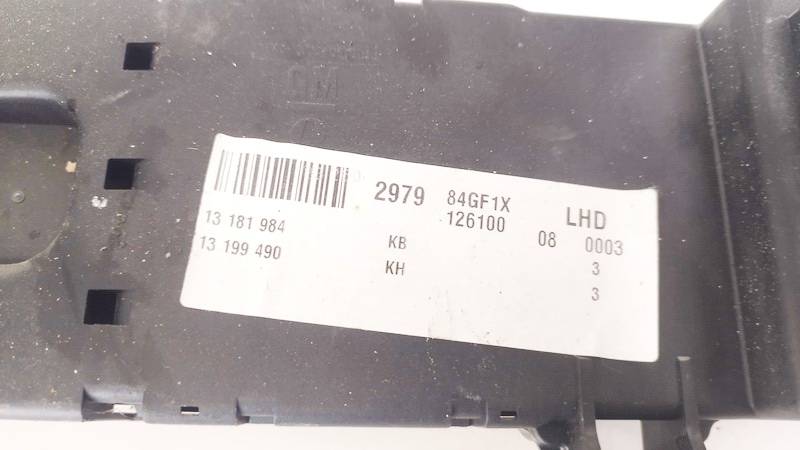 GM
2979 84GF1X LHD
126100 08 0003
13 181 984 KB 3
13 199 490 KH 3